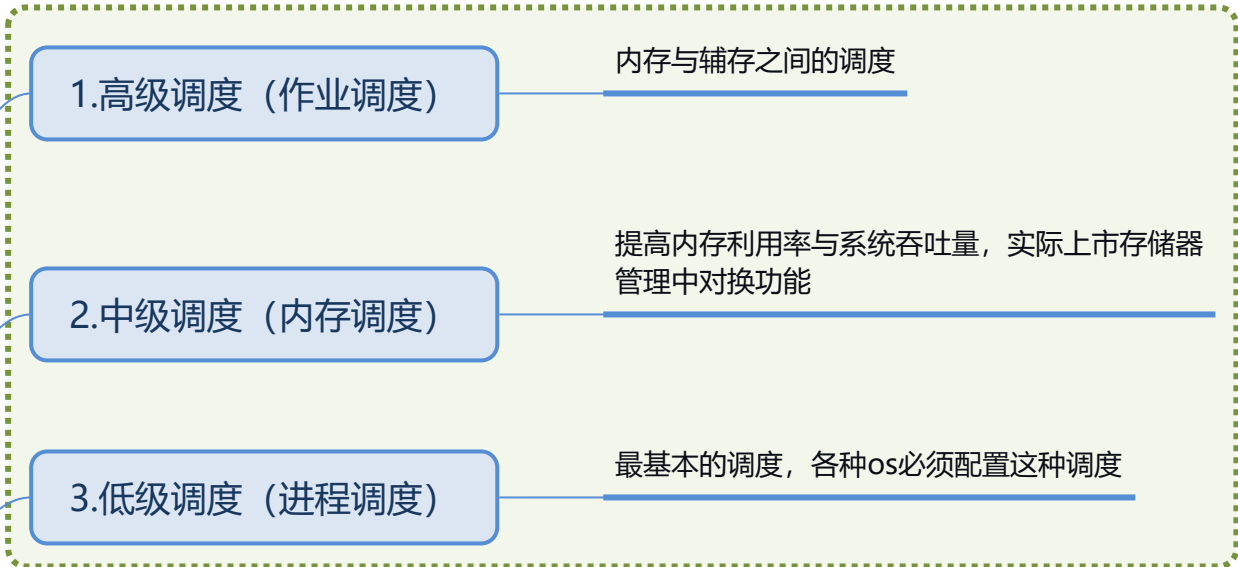 1.高级调度（作业调度）
内存与辅存之间的调度
2.中级调度（内存调度）
提高内存利用率与系统吞吐量，实际上市存储器
管理中对换功能
3.低级调度（进程调度）
最基本的调度，各种os必须配置这种调度